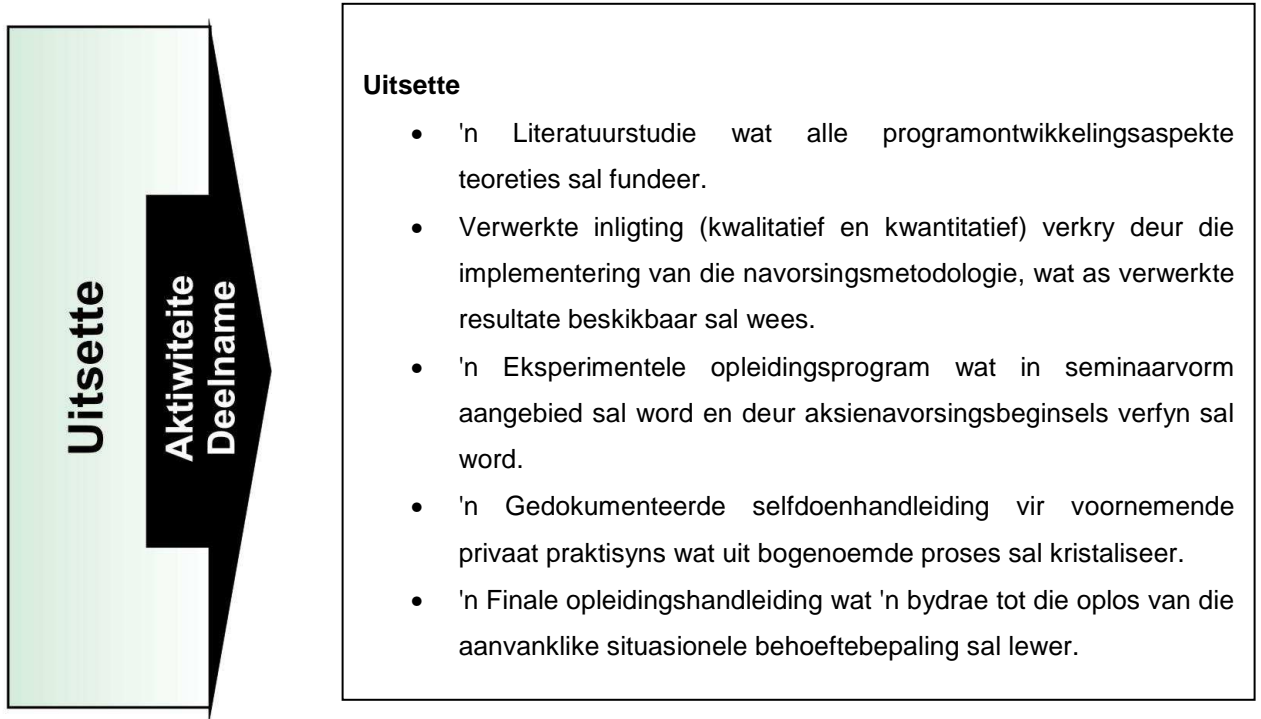 Uitsette
Aktiwiteite
Deelname
Uitsette
• 'n Literatuurstudie wat alle programontwikkelingsaspekte
teoreties sal fundeer.
• Verwerkte inligting (kwalitatief en kwantitatief) verkry deur die
implementering van die navorsingsmetodologie, wat as verwerkte
resultate beskikbaar sal wees.
• 'n Eksperimentele opleidingsprogram wat in seminaarvorm
aangebied sal word en deur aksienavorsingsbeginsels verfyn sal
word.
• 'n Gedokumenteerde selfdoenhandleiding vir voornemende
privaat praktisyns wat uit bogenoemde proses sal kristaliseer.
• 'n Finale opleidingshandleiding wat 'n bydrae tot die oplos van die
aanvanklike situasionele behoeftebepaling sal lewer.